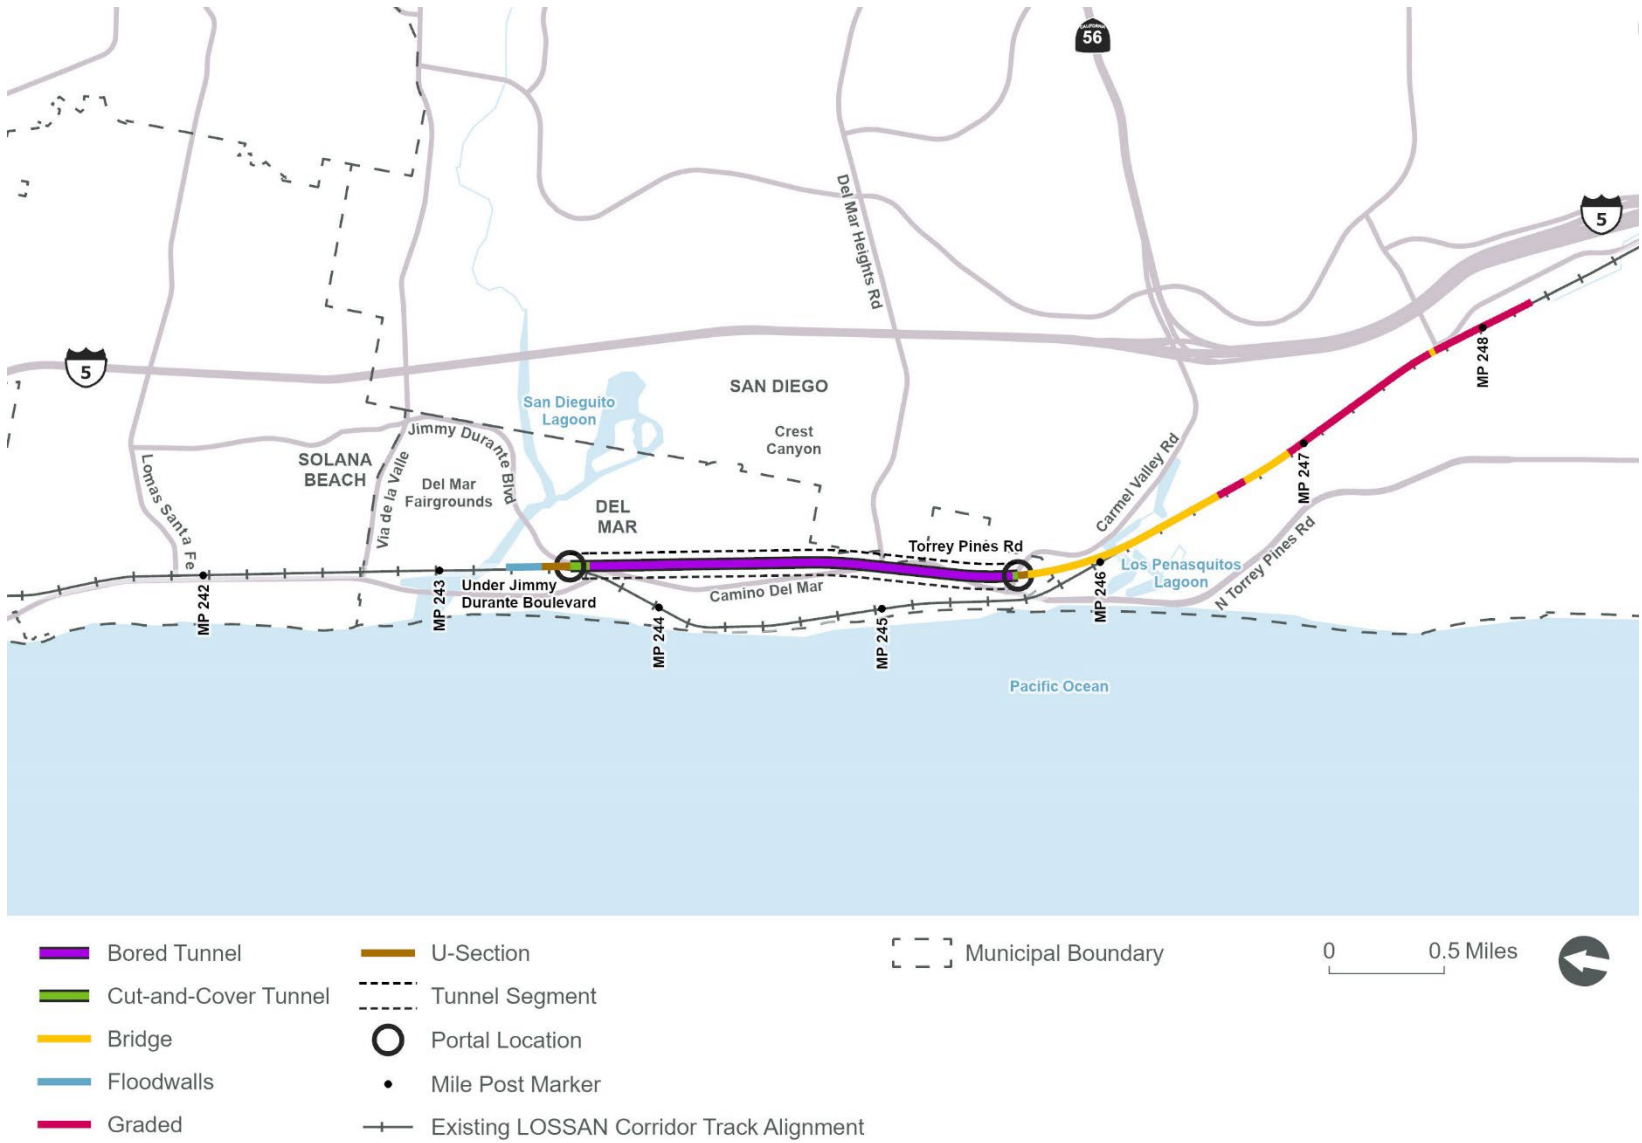 CALIFORNIA
56
Del Mar Heights Rd
5
5
San Dieguito
Lagoon
SAN DIEGO
Crest
Canyon
Jimmy Durante Blvd
SOLANA
BEACH
Lomas Santa Fe
Via de la Valle
Del Mar
Fairgrounds
DEL
MAR
Carmel Valley Rd
MP 248
MP 247
Torrey Pines Rd
N Torrey Pines Rd
Los Penasquitos
Lagoon
MP 242
MP 243
Under Jimmy
Durante Boulevard
MP 244
Camino Del Mar
MP 245
MP 246
Pacific Ocean
Bored Tunnel
Cut-and-Cover Tunnel
Bridge
Floodwalls
Graded
U-Section
Tunnel Segment
Portal Location
Mile Post Marker
Existing LOSSAN Corridor Track Alignment
Municipal Boundary
0 0.5 Miles